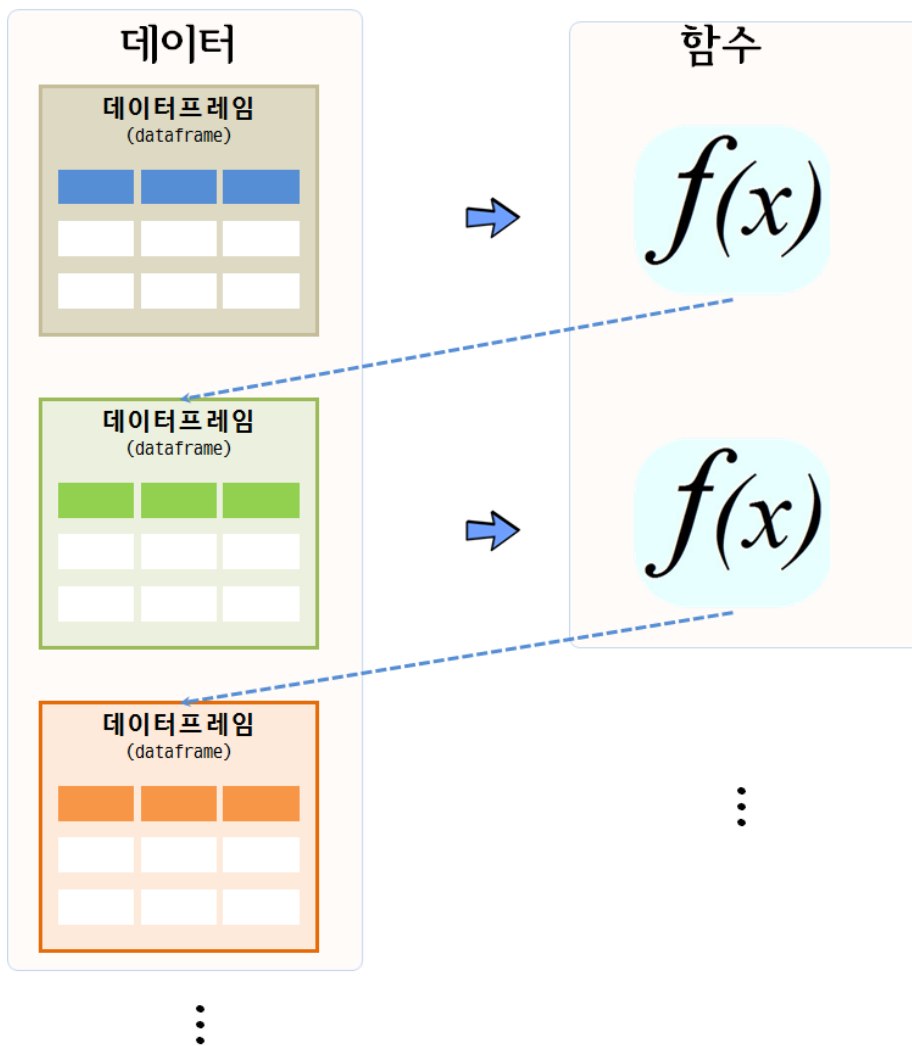 데이터
함수
데이터프레임
(dataframe)
f(x)
데이터프레임
(dataframe)
f(x)
데이터프레임
(dataframe)
⋮
⋮